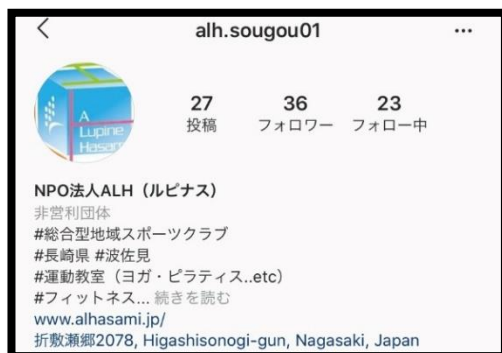 alh.sougou01
A
Lupine
Hasami
27 36 23
投稿 フォロワー フォロー中
NPO法人ALH（ルピナス）
非営利団体
#総合型地域スポーツクラブ
#長崎県 #波佐見
#運動教室（ヨガ・ピラティス..etc）
#フィットネス... 続きを読む
www.alhasami.jp/
折敷瀬郷2078, Higashisonogi-gun, Nagasaki, Japan